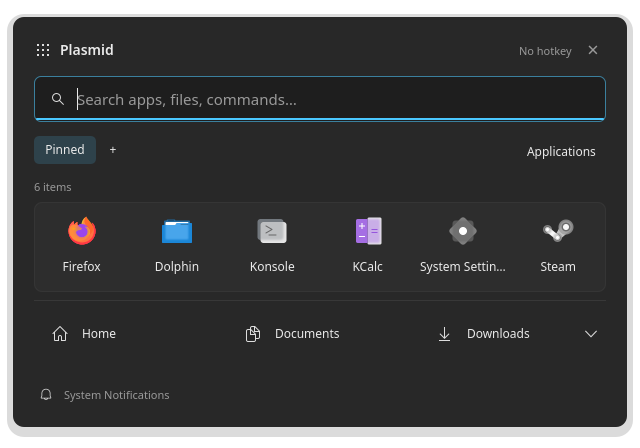 Plasmid
No hotkey
Search apps, files, commands...
Pinned
+
Applications
6 items
Firefox
Dolphin
Konsole
KCalc
System Settin...
Steam
Home
Documents
Downloads
System Notifications